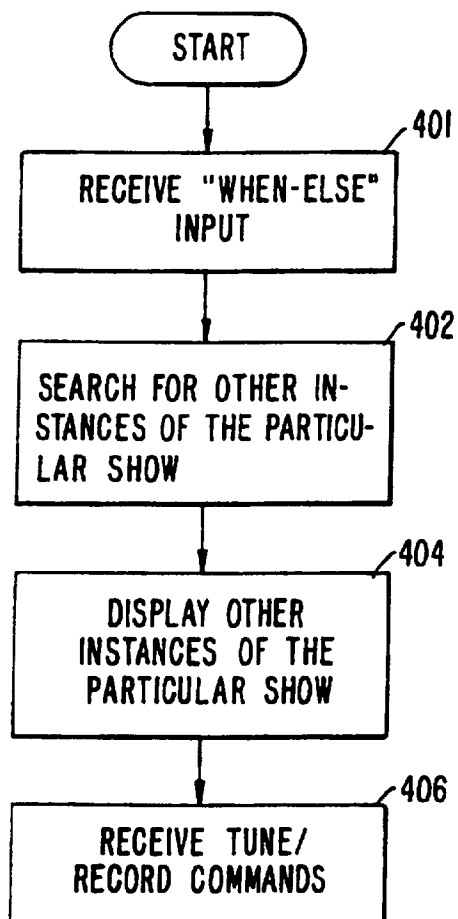 START
401
RECEIVE "WHEN-ELSE"
INPUT
402
SEARCH FOR OTHER IN-
STANCES OF THE PARTICU-
LAR SHOW
404
DISPLAY OTHER
INSTANCES OF THE
PARTICULAR SHOW
406
RECEIVE TUNE/
RECORD COMMANDS